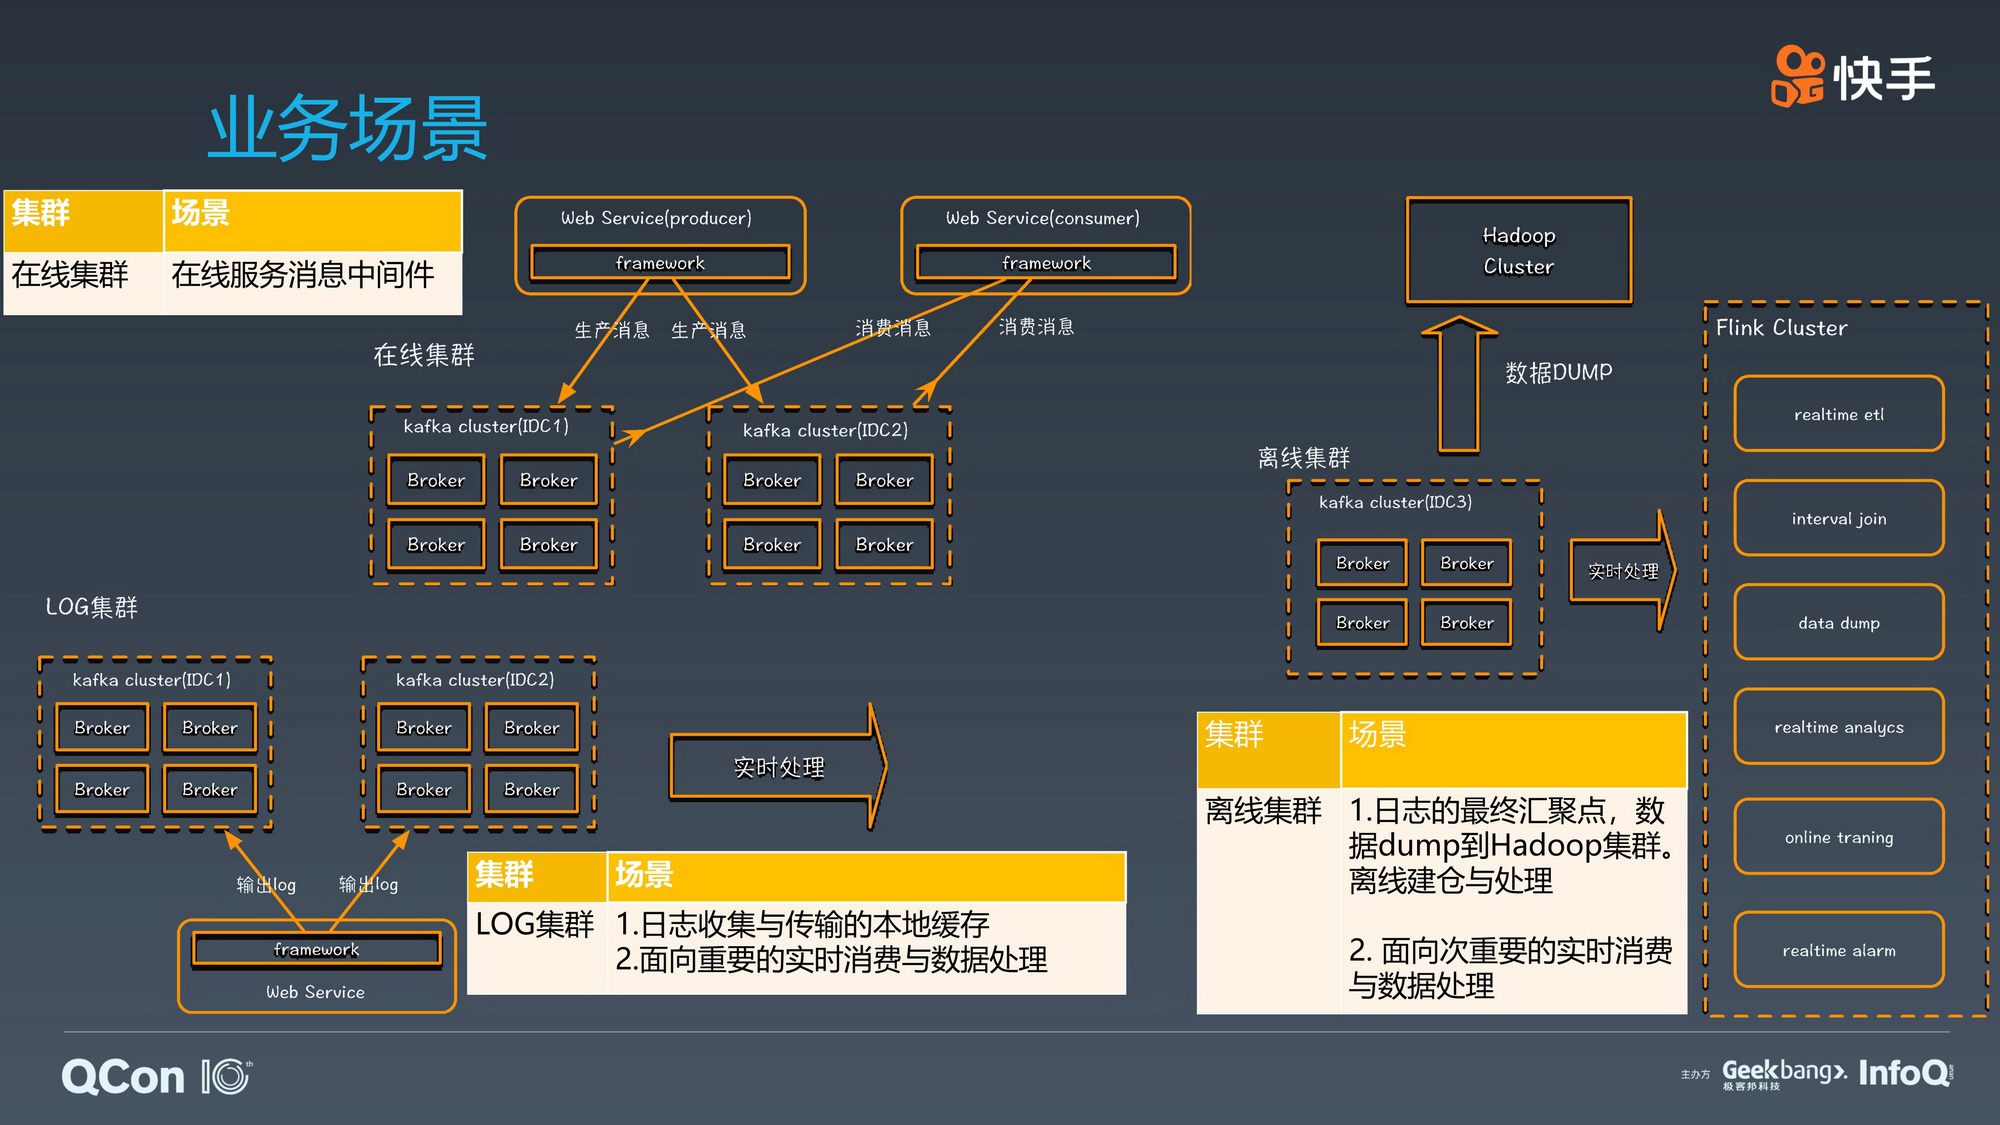 业务场景
快手
集群 场景
在线集群 在线服务消息中间件
Web Service(producer)
framework
Web Service(consumer)
framework
生产消息 生产消息
消费消息 消费消息
在线集群
kafka cluster(IDC1)
Broker Broker
Broker Broker
kafka cluster(IDC2)
Broker Broker
Broker Broker
LOG集群
kafka cluster(IDC1)
Broker Broker
Broker Broker
kafka cluster(IDC2)
Broker Broker
Broker Broker
实时处理
输出log 输出log
framework
Web Service
集群 场景
LOG集群 1.日志收集与传输的本地缓存
2.面向重要的实时消费与数据处理
Hadoop
Cluster
数据DUMP
离线集群
kafka cluster(IDC3)
Broker Broker
Broker Broker
实时处理
集群 场景
离线集群 1.日志的最终汇聚点，数
据dump到Hadoop集群。
离线建仓与处理
2. 面向次重要的实时消费
与数据处理
Flink Cluster
realtime etl
interval join
data dump
realtime analycs
online traning
realtime alarm
QCon 10th
主办方 Geekbang>. InfoQ
极客邦科技